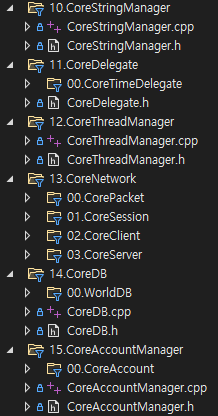 10.CoreStringManager
CoreStringManager.cpp
CoreStringManager.h
11.CoreDelegate
00.CoreTimeDelegate
CoreDelegate.h
12.CoreThreadManager
CoreThreadManager.cpp
CoreThreadManager.h
13.CoreNetwork
00.CorePacket
01.CoreSession
02.CoreClient
03.CoreServer
14.CoreDB
00.WorldDB
CoreDB.cpp
CoreDB.h
15.CoreAccountManager
00.CoreAccount
CoreAccountManager.cpp
CoreAccountManager.h